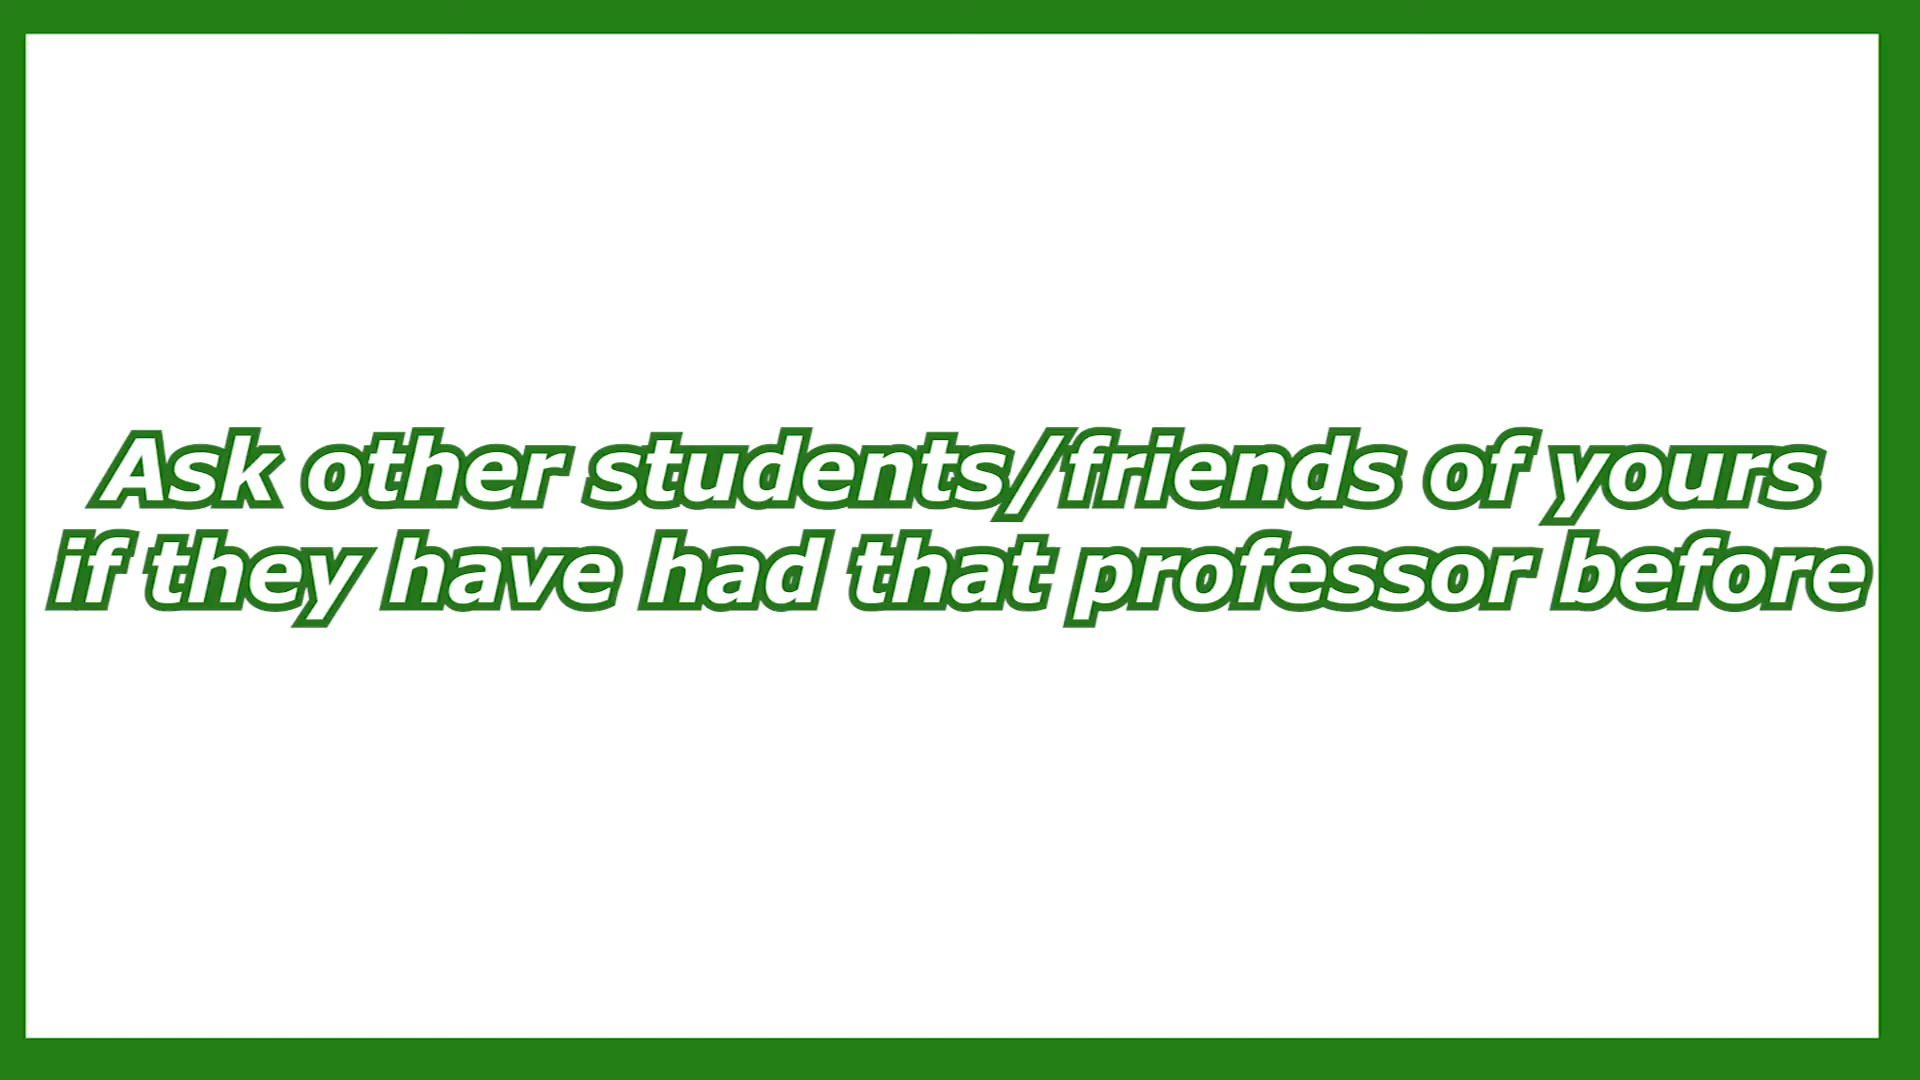 Ask other students/friends of yours
if they have had that professor before